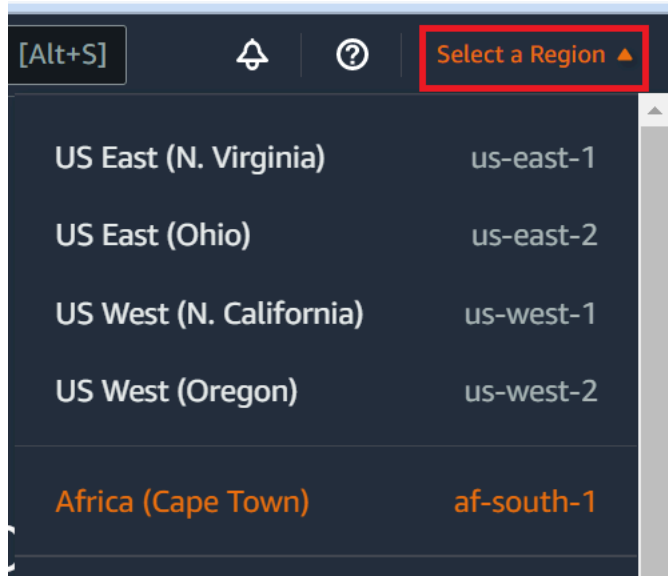 [Alt+S] Select a Region
US East (N. Virginia) us-east-1
US East (Ohio) us-east-2
US West (N. California) us-west-1
US West (Oregon) us-west-2
Africa (Cape Town) af-south-1